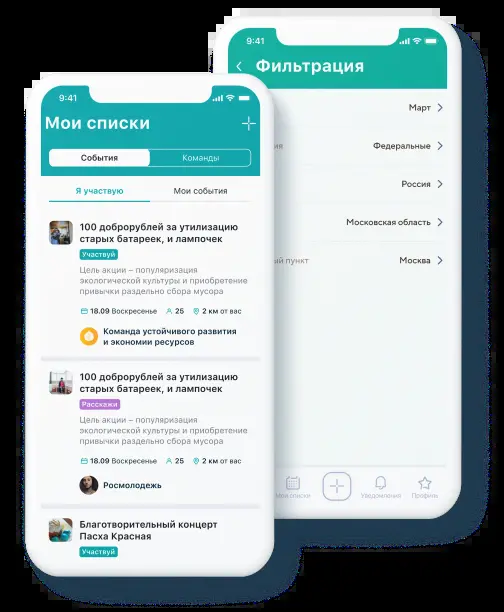 9:41
Мои списки
События
Команды
Я участвую
Мои события
100 доброрублей за утилизацию
старых батареек, и лампочек
Участвуй
Цель акции – популяризация
экологической культуры и приобретение
привычки раздельно сбора мусора
18.09 Воскресенье
25
2 км от вас
Команда устойчивого развития
и экономии ресурсов
100 доброрублей за утилизацию
старых батареек, и лампочек
Расскажи
Цель акции – популяризация
экологической культуры и приобретение
привычки раздельно сбора мусора
18.09 Воскресенье
25
2 км от вас
Росмолодежь
Благотворительный концерт
Пасха Красная
Участвуй
9:41
Фильтрация
Март
Федеральные
Россия
Московская область
пункт
Москва
Мои списки
Уведомления
Профиль